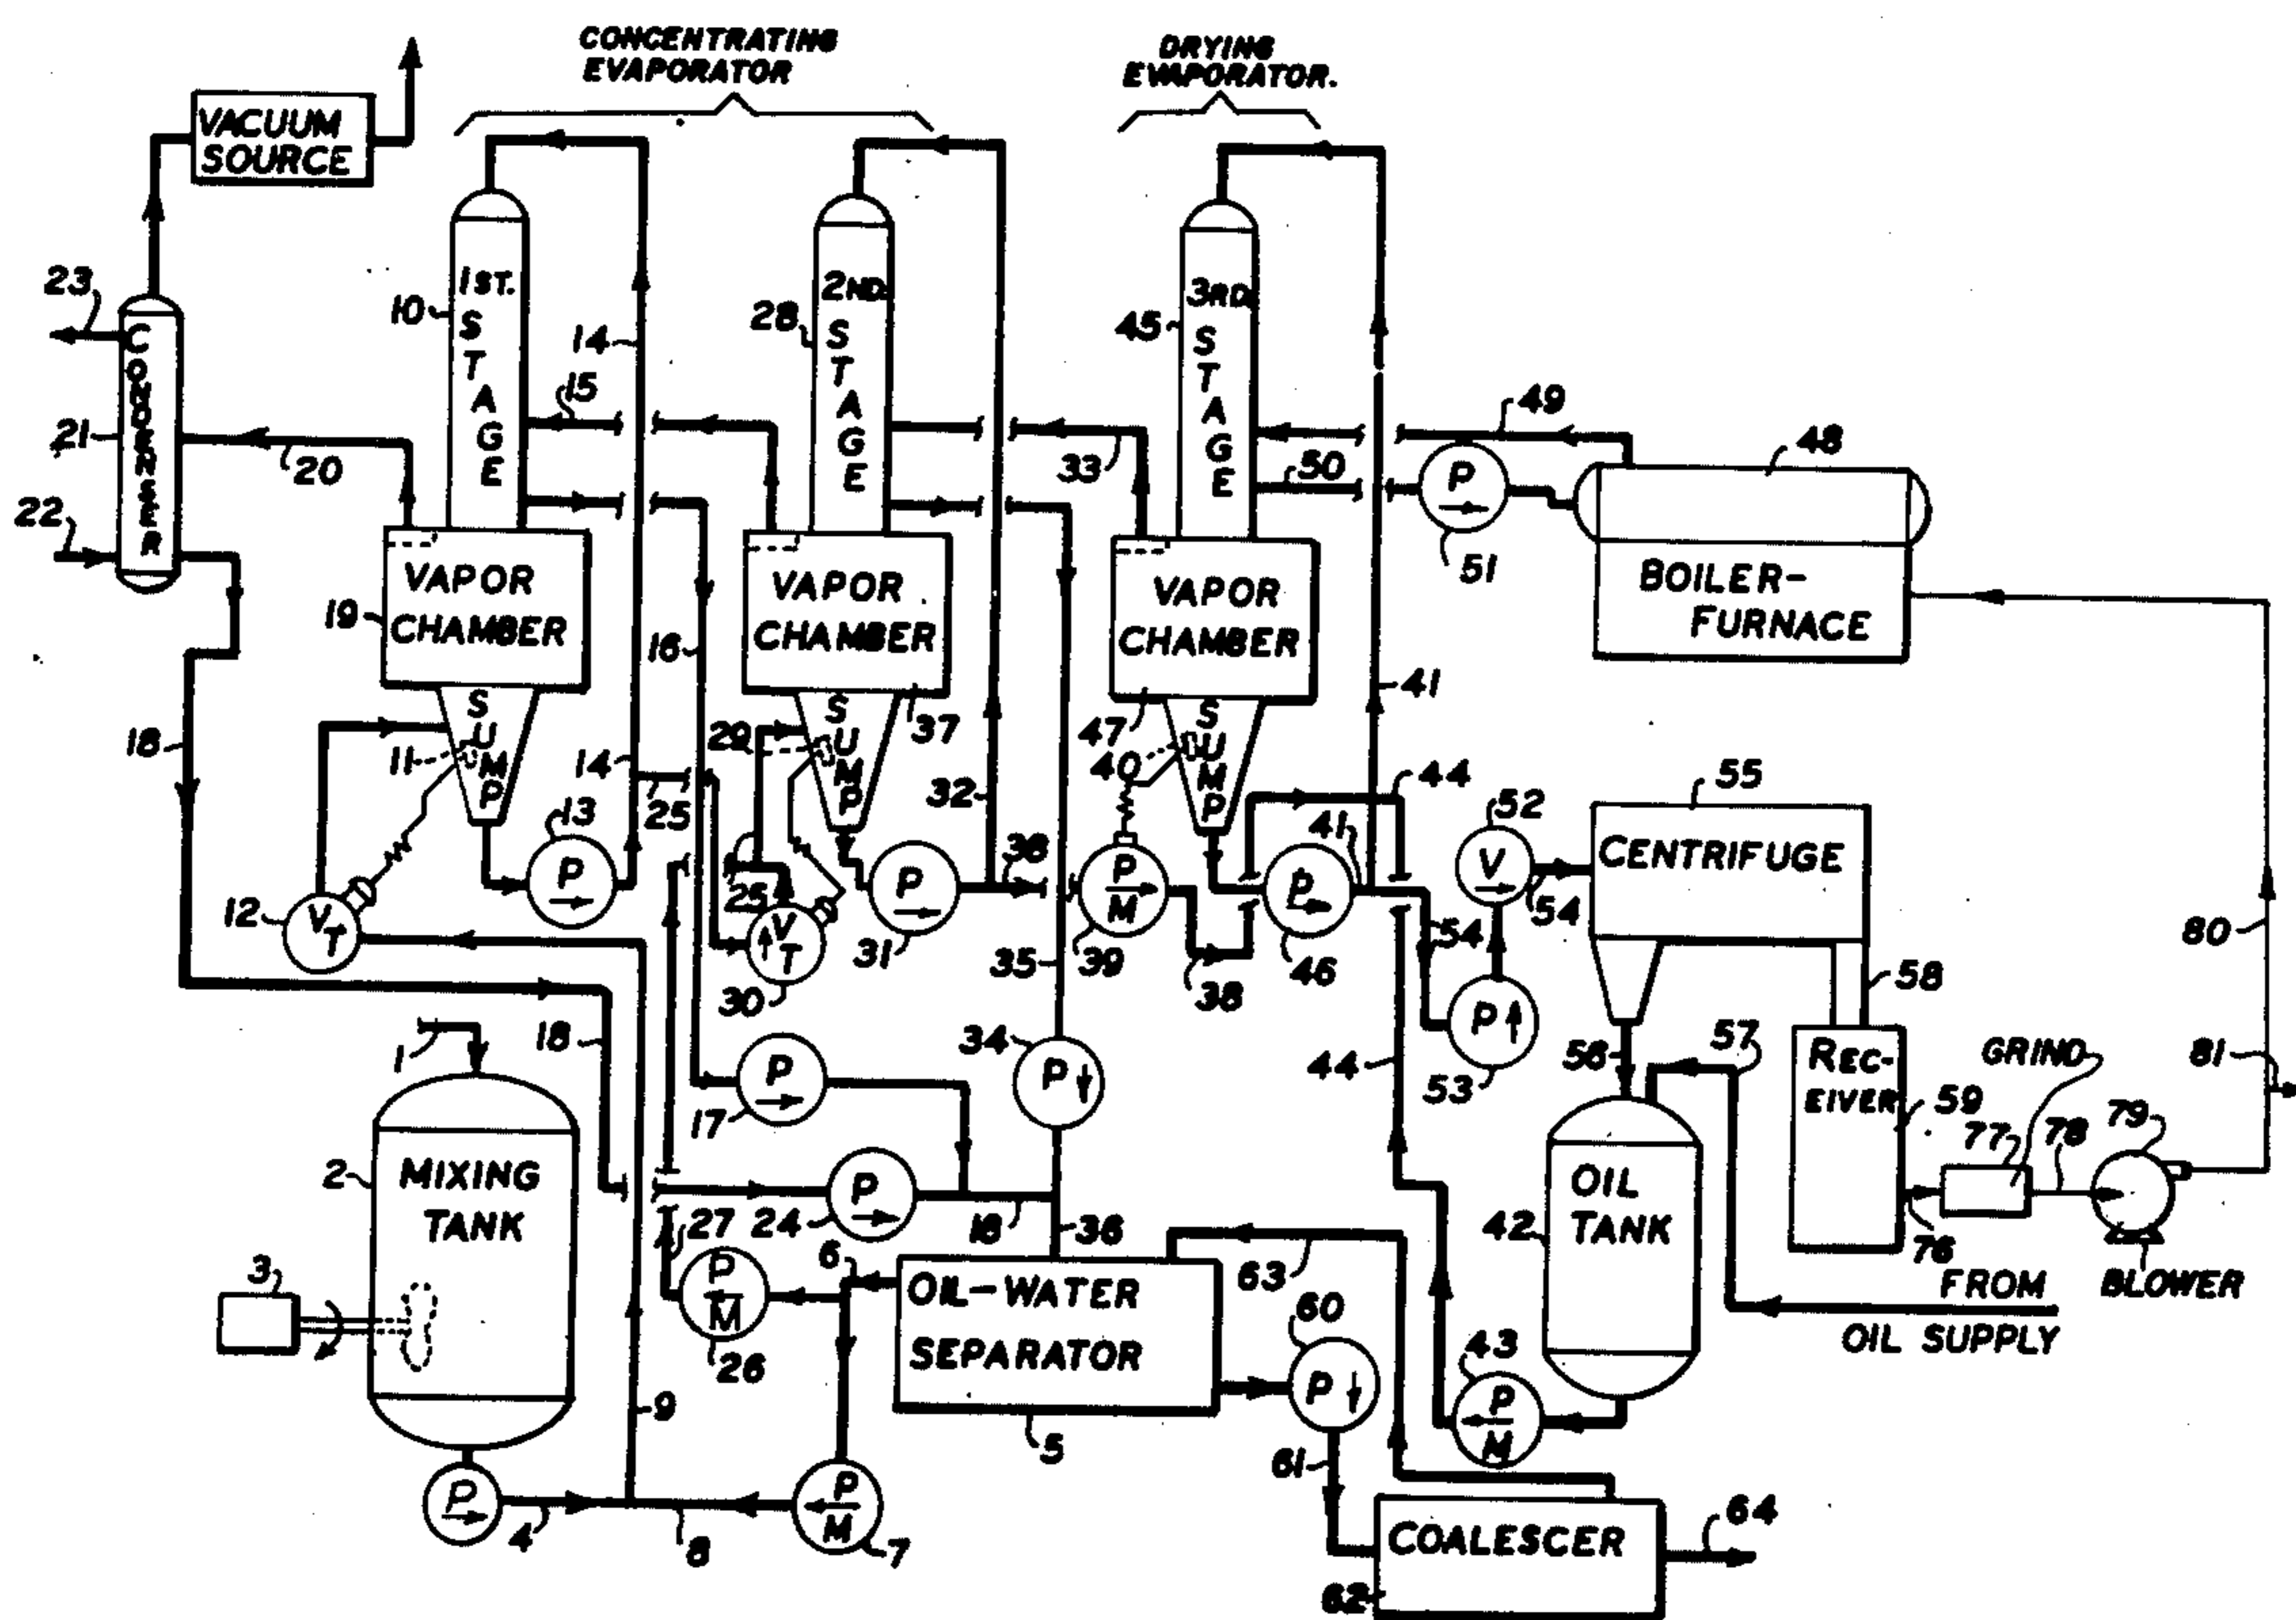 CONCENTRATING
EVAPORATOR
DRYING
EVAPORATOR.
VACUUM
SOURCE
23
21
22
CONDENSER
20
18
10
1ST.
STAGE
14
15
28
2ND
STAGE
33
45
3RD
STAGE
49
50
P
51
48
BOILER-
FURNACE
19
VAPOR
CHAMBER
16
VAPOR
CHAMBER
37
VAPOR
CHAMBER
47
41
SUMP
11
14
25
29
SUMP
32
40
SUMP
44
12
VT
13
P
25
VT
30
P
31
38
P
M
39
38
41
P
46
54
52
V
54
P
53
55
CENTRIFUGE
58
80
81
18
1
2
MIXING
TANK
3
P
17
34
P
35
44
56
57
REC-
EIVER
59
GRIND
77
78
79
76
BLOWER
FROM
OIL SUPPLY
P
24
18
36
27
6
P
M
26
OIL-WATER
SEPARATOR
5
63
60
P
61
42
OIL
TANK
43
P
M
9
P
4
8
P
M
7
COALESCER
62
64